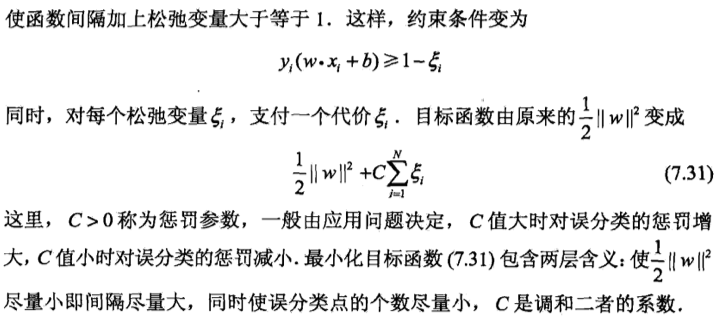 使函数间隔加上松弛变量大于等于 1．这样，约束条件变为
y_i(w•x_i + b) ⩾ 1 − ξ_i
同时，对每个松弛变量 ξ_i，支付一个代价 ξ_i．目标函数由原来的 \frac{1}{2}||w||² 变成
\frac{1}{2}||w||² + C\sum_{i=1}^{N} ξ_i (7.31)
这里，C > 0 称为惩罚参数，一般由应用问题决定，C 值大时对误分类的惩罚增
大，C 值小时对误分类的惩罚减小．最小化目标函数 (7.31) 包含两层含义：使 \frac{1}{2}||w||²
尽量小即间隔尽量大，同时使误分类点的个数尽量小，C 是调和二者的系数．